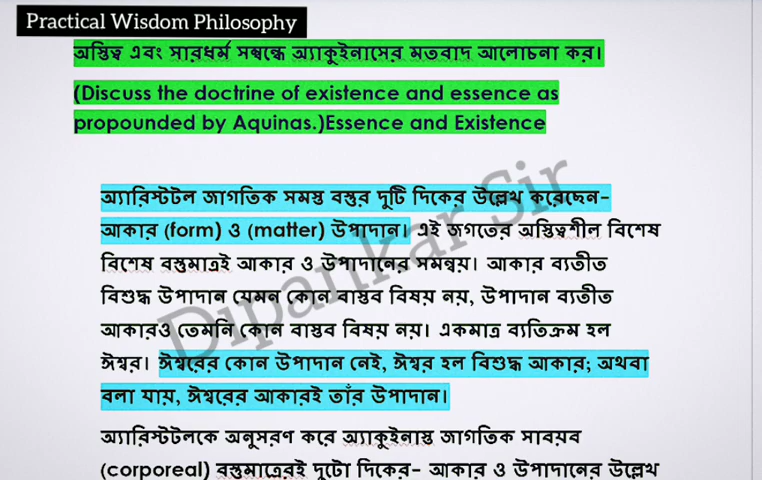 Practical Wisdom Philosophy
অস্তিত্ব এবং সারধর্ম সম্বন্ধে অ্যাকুইনাসের মতবাদ আলোচনা কর।
(Discuss the doctrine of existence and essence as
propounded by Aquinas.)Essence and Existence
অ্যারিস্টটল জাগতিক সমস্ত বস্তুর দুটি দিকের উল্লেখ করেছেন–
আকার (form) ও (matter) উপাদান। এই জগতের অস্তিত্বশীল বিশেষ
বিশেষ বস্তুমাত্রই আকার ও উপাদানের সমন্বয়। আকার ব্যতীত
বিশুদ্ধ উপাদান যেমন কোন বাস্তব বিষয় নয়, উপাদান ব্যতীত
আকারও তেমনি কোন বাস্তব বিষয় নয়। একমাত্র ব্যতিক্রম হল
ঈশ্বর। ঈশ্বরের কোন উপাদান নেই, ঈশ্বর হল বিশুদ্ধ আকার; অথবা
বলা যায়, ঈশ্বরের আকারই তাঁর উপাদান।
অ্যারিস্টটলকে অনুসরণ করে অ্যাকুইনাস্ত জাগতিক সাবয়ব
(corporeal) বস্তুমাত্রেরই দুটো দিকের– আকার ও উপাদানের উল্লেখ
Dipankar Sir